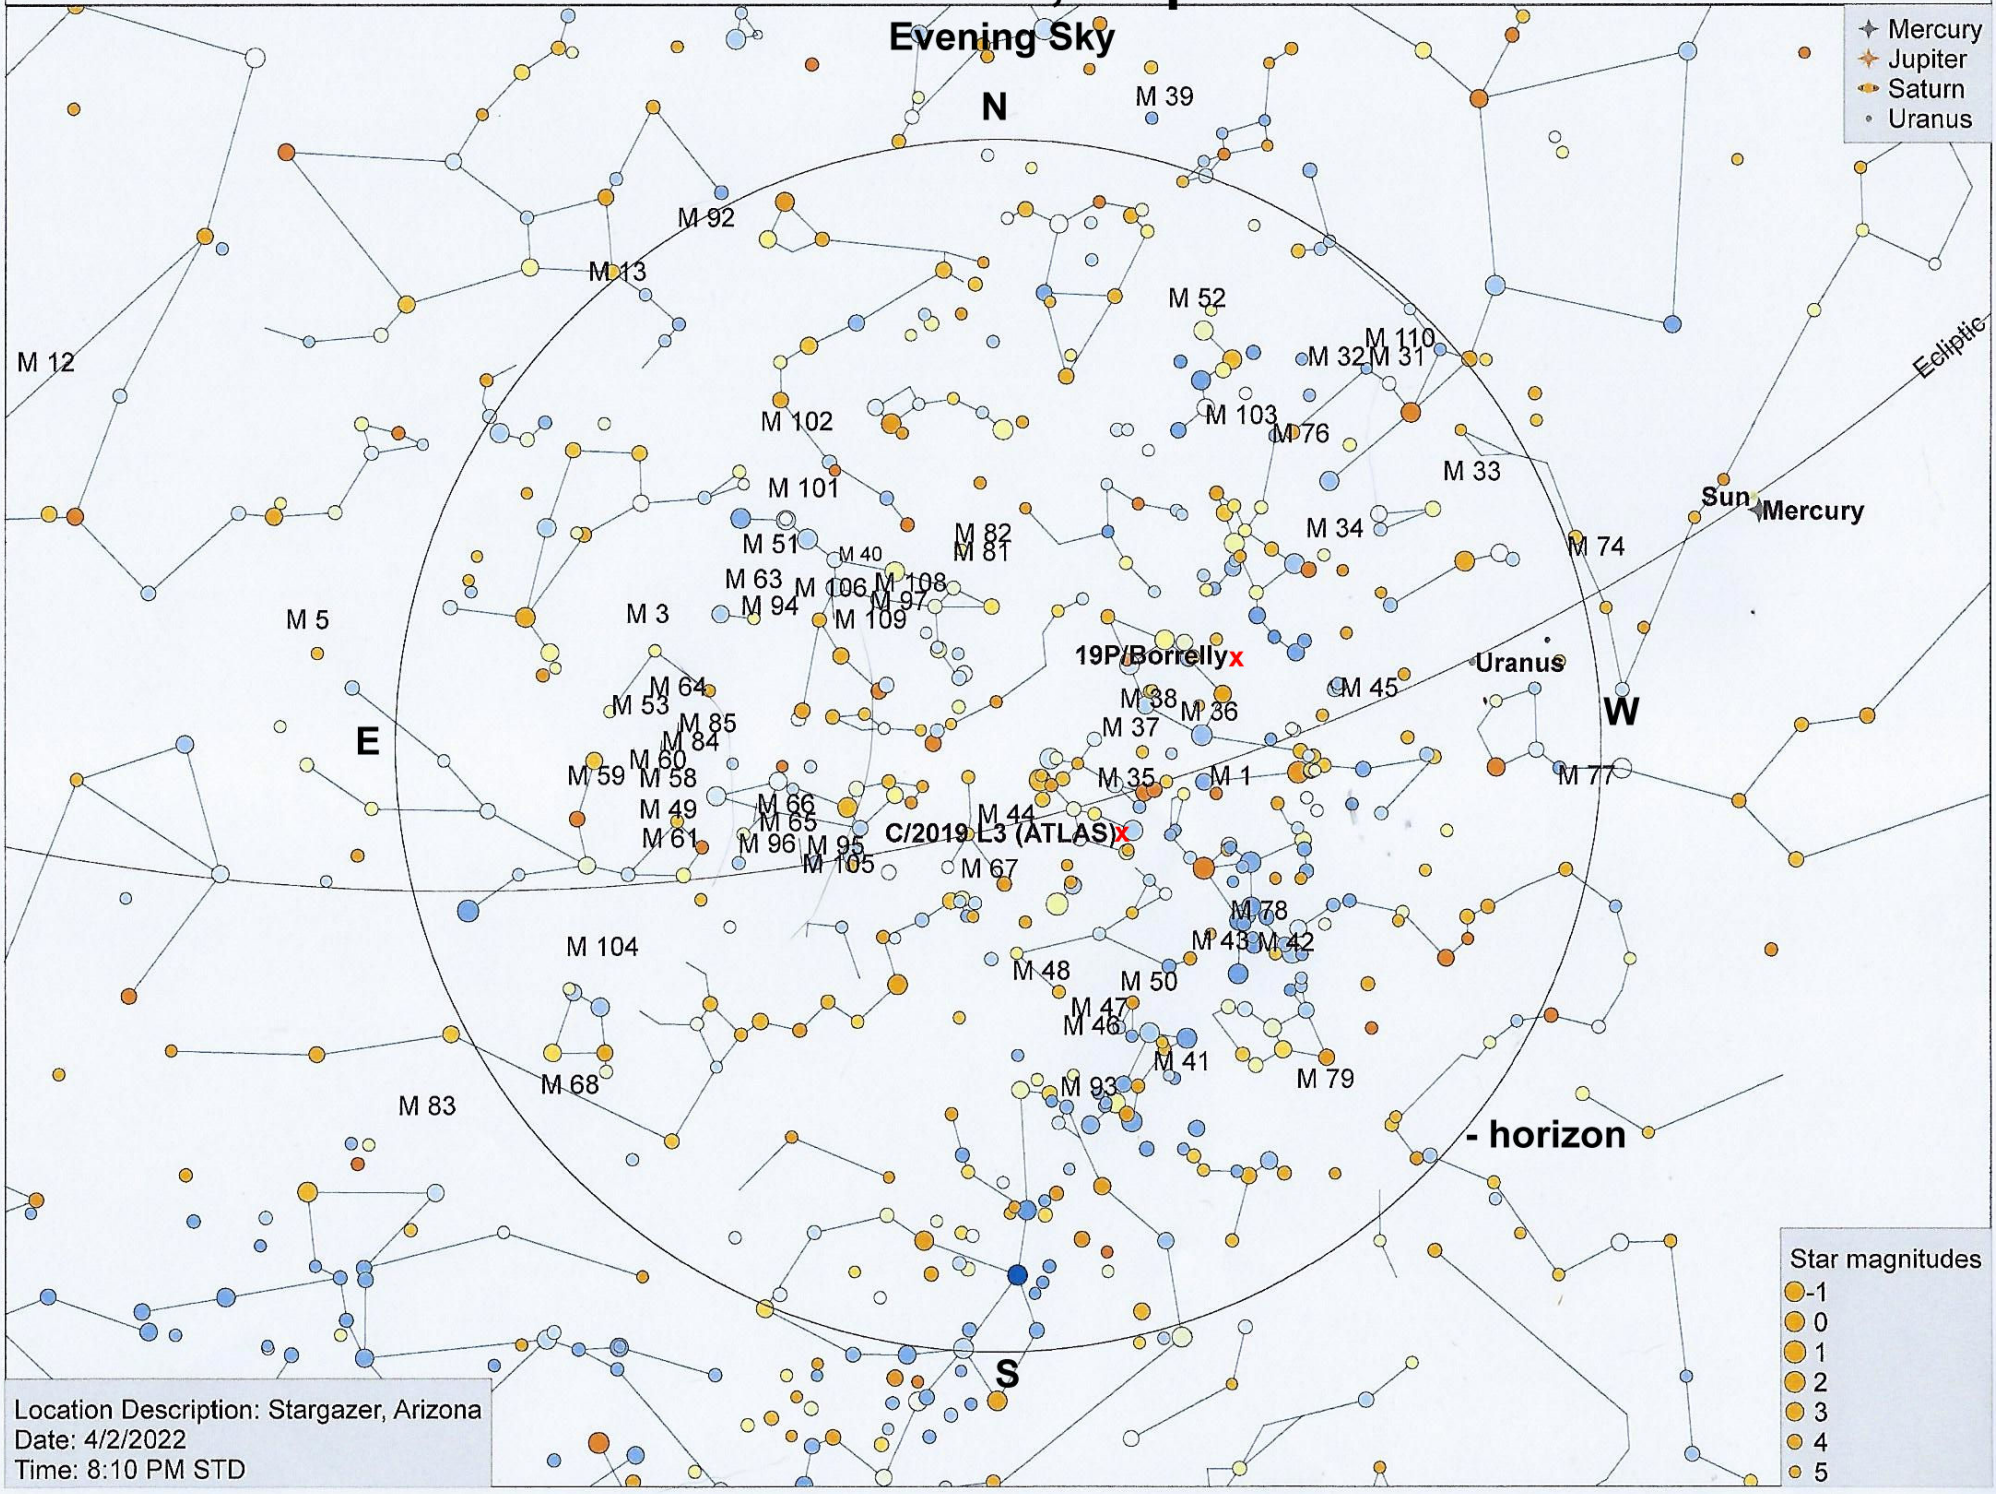 Evening Sky
Mercury
Jupiter
Saturn
Uranus
N
M 39
M 92
M 13
M 52
M 110
M 32
M 31
Ecliptic
M 12
M 102
M 103
M 76
M 33
M 101
Sun
Mercury
M 51
M 82
M 81
M 40
M 34
M 74
M 63
M 106
M 108
M 94
M 97
M 5
M 3
M 109
19P/Borrelly
x
Uranus
M 64
M 53
M 38
M 36
M 45
M 85
M 84
M 37
W
E
M 60
M 59
M 58
M 35
M 1
M 77
M 49
M 66
M 44
M 65
M 61
M 96
M 95
C/2019 L3 (ATLAS)
x
M 105
M 67
M 78
M 104
M 43
M 42
M 48
M 50
M 47
M 46
M 41
M 68
M 93
M 79
M 83
- horizon
S
Star magnitudes
-1
0
1
2
3
4
5
Location Description: Stargazer, Arizona
Date: 4/2/2022
Time: 8:10 PM STD